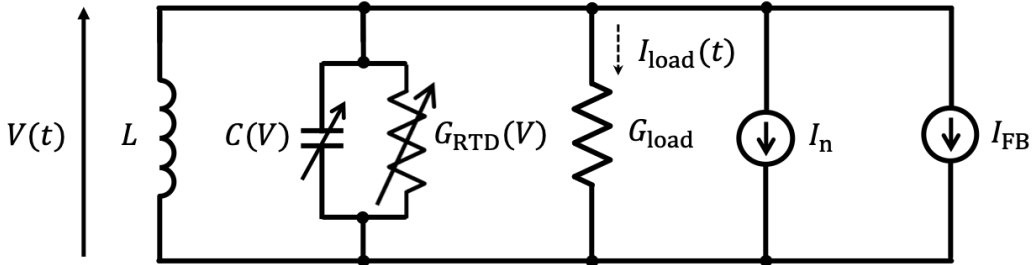 I_load(t)
V(t)
L
C(V)
G_RTD(V)
G_load
I_n
I_FB